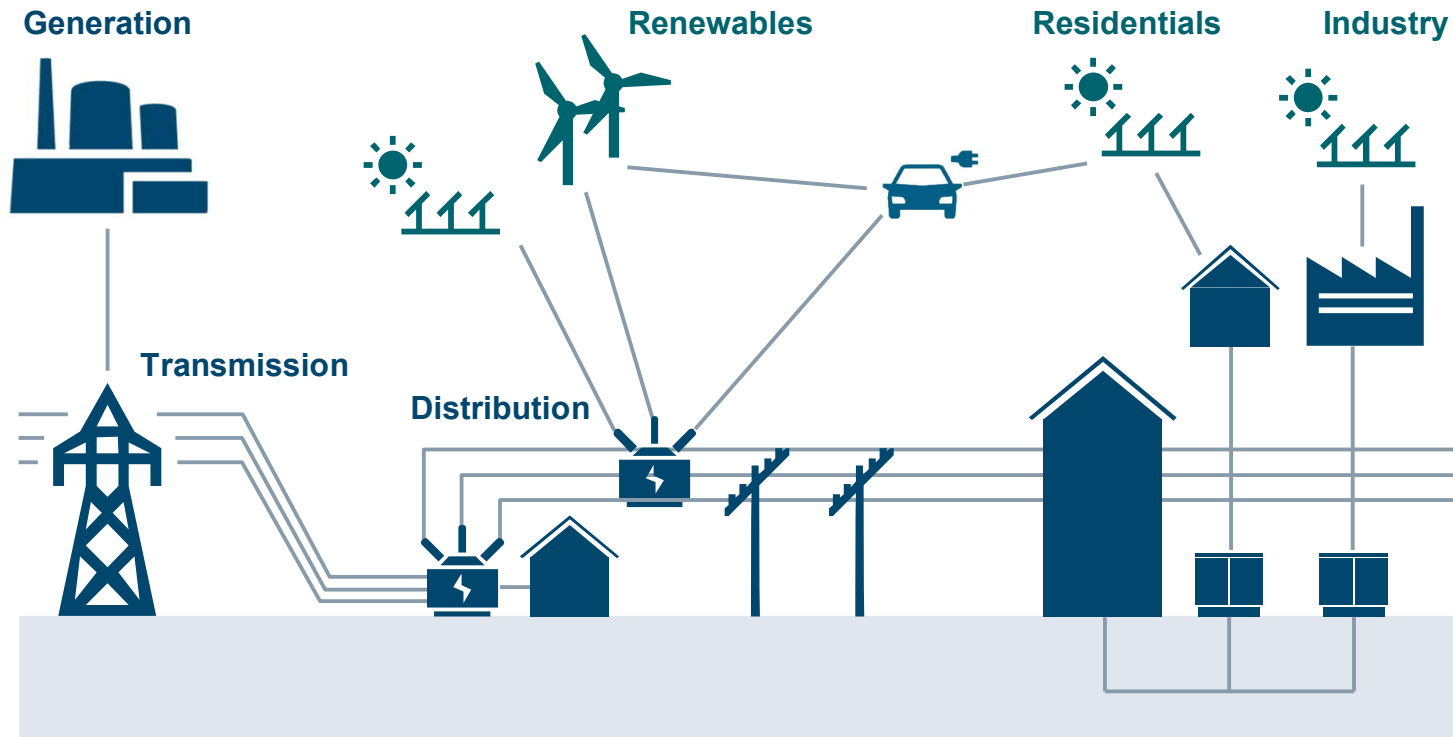 Generation
Renewables
Residentials
Industry
Transmission
Distribution